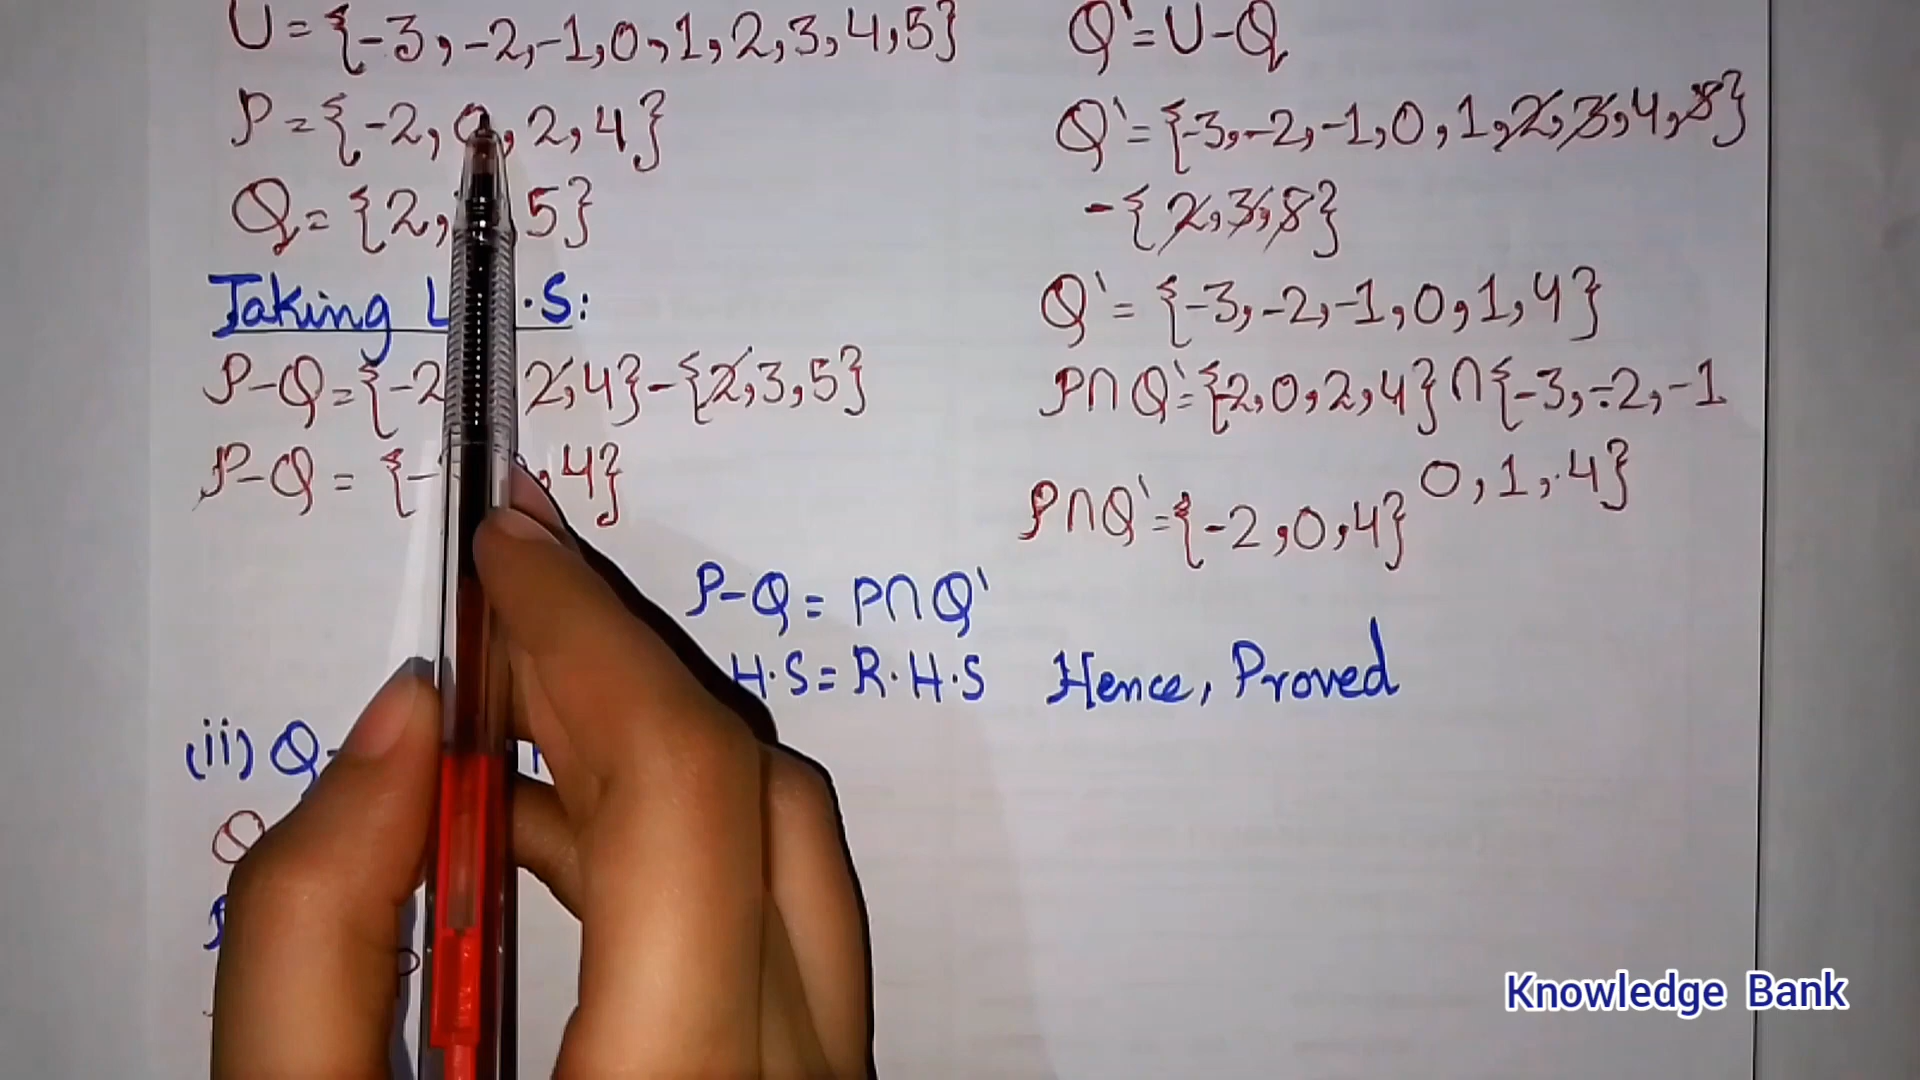 U = {-3, -2, -1, 0, 1, 2, 3, 4, 5}
P = {-2, 0, 2, 4}
Q = {2, 5}
Taking L .S:
P-Q = {-2 2, 4} - {2, 3, 5}
P-Q = {- , 4}
Q' = U-Q
Q' = {-3, -2, -1, 0, 1, 2, 3, 4, 5}
-{2, 3, 5}
Q' = {-3, -2, -1, 0, 1, 4}
P∩Q' = {-2, 0, 2, 4} ∩ {-3, -2, -1
0, 1, 4}
P∩Q' = {-2, 0, 4}
P-Q = P∩Q'
H.S = R.H.S Hence, Proved
(ii) Q-
Q
Knowledge Bank